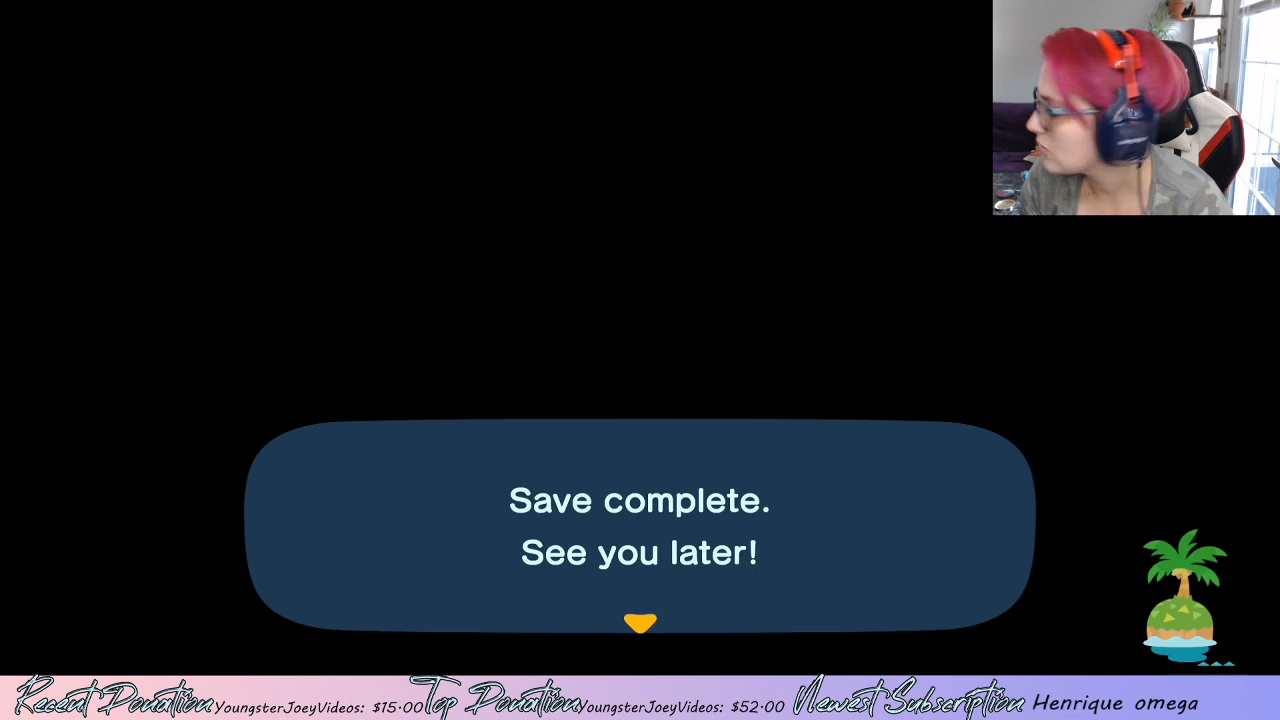 Save complete.
See you later!
Recent Donation YoungsterJoeyVideos: $15.00 Top Donation YoungsterJoeyVideos: $52.00 Newest Subscription Henrique omega